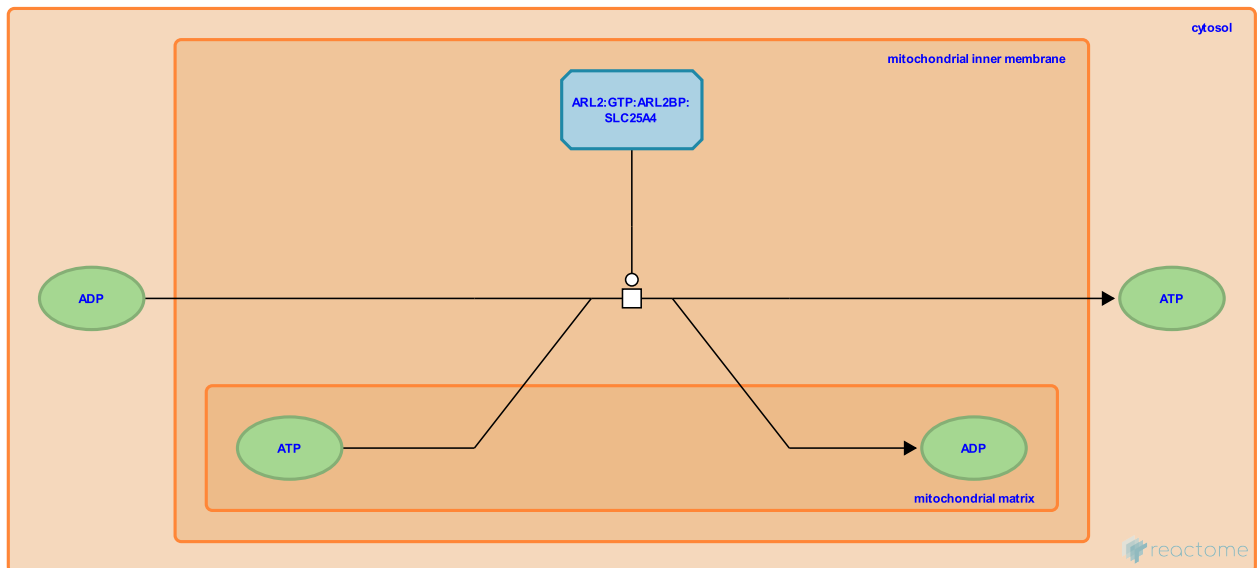 cytosol
mitochondrial inner membrane
ARL2:GTP:ARL2BP:
SLC25A4
ADP
ATP
ATP
ADP
mitochondrial matrix
reactome